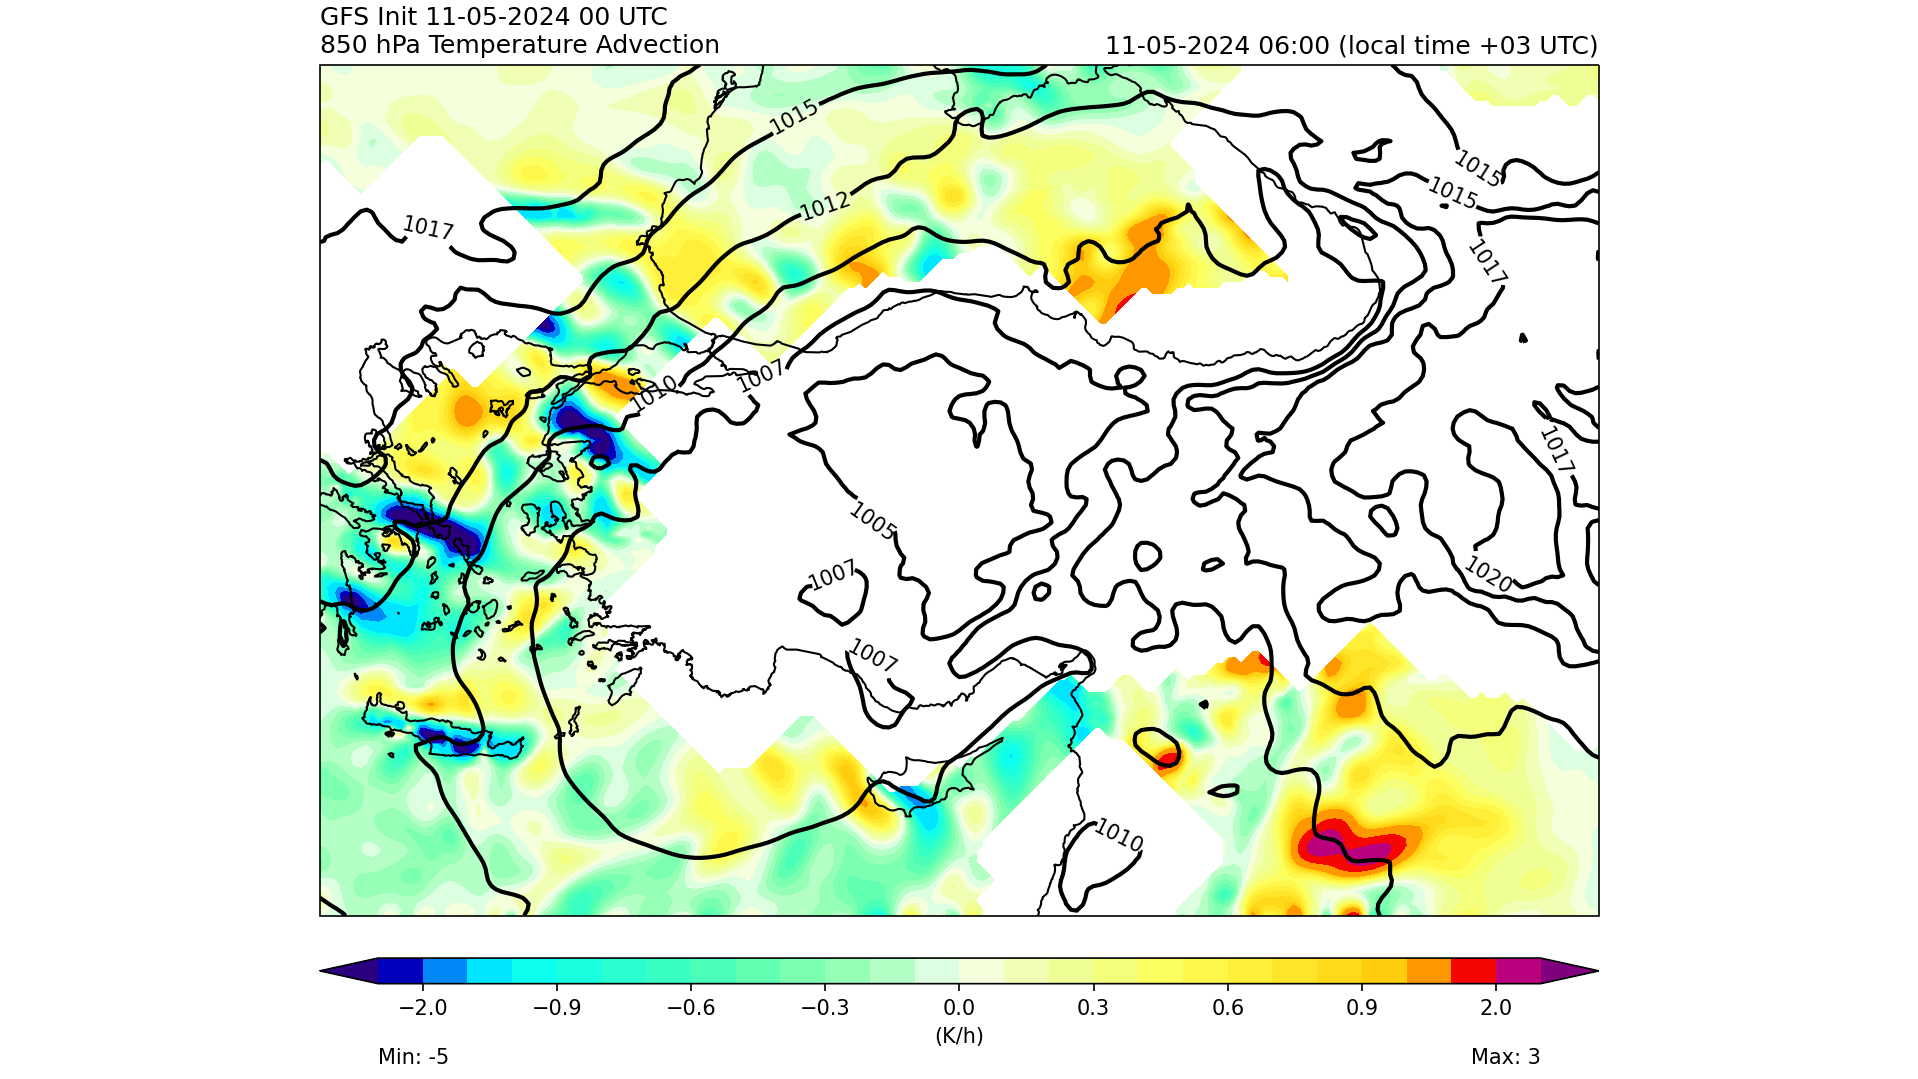 GFS Init 11-05-2024 00 UTC
850 hPa Temperature Advection
11-05-2024 06:00 (local time +03 UTC)
1015
1015
1015
1012
1017
1017
1007
1010
1017
1005
1020
1007
1007
1010
−2.0 −0.9 −0.6 −0.3 0.0 0.3 0.6 0.9 2.0
(K/h)
Min: -5
Max: 3